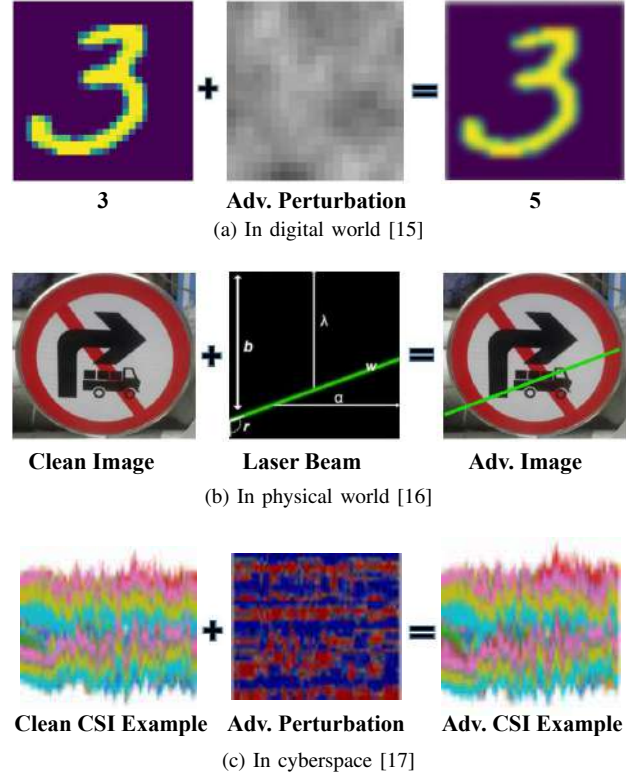 3 + Adv. Perturbation = 5
(a) In digital world [15]
b λ w α r
+ =
Clean Image Laser Beam Adv. Image
(b) In physical world [16]
+ =
Clean CSI Example Adv. Perturbation Adv. CSI Example
(c) In cyberspace [17]